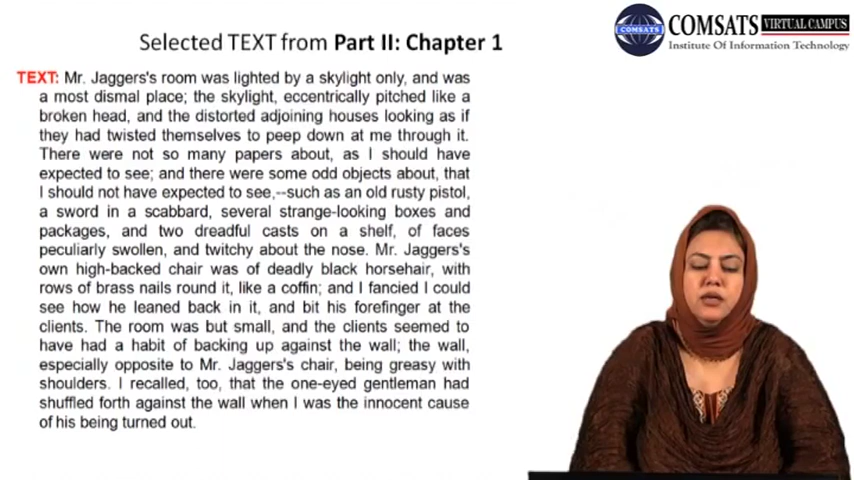 COMSATS VIRTUAL CAMPUS
Institute Of Information Technology
COMSATS
Selected TEXT from Part II: Chapter 1
TEXT: Mr. Jaggers's room was lighted by a skylight only, and was
a most dismal place; the skylight, eccentrically pitched like a
broken head, and the distorted adjoining houses looking as if
they had twisted themselves to peep down at me through it.
There were not so many papers about, as I should have
expected to see; and there were some odd objects about, that
I should not have expected to see,--such as an old rusty pistol,
a sword in a scabbard, several strange-looking boxes and
packages, and two dreadful casts on a shelf, of faces
peculiarly swollen, and twitchy about the nose. Mr. Jaggers's
own high-backed chair was of deadly black horsehair, with
rows of brass nails round it, like a coffin; and I fancied I could
see how he leaned back in it, and bit his forefinger at the
clients. The room was but small, and the clients seemed to
have had a habit of backing up against the wall; the wall,
especially opposite to Mr. Jaggers's chair, being greasy with
shoulders. I recalled, too, that the one-eyed gentleman had
shuffled forth against the wall when I was the innocent cause
of his being turned out.